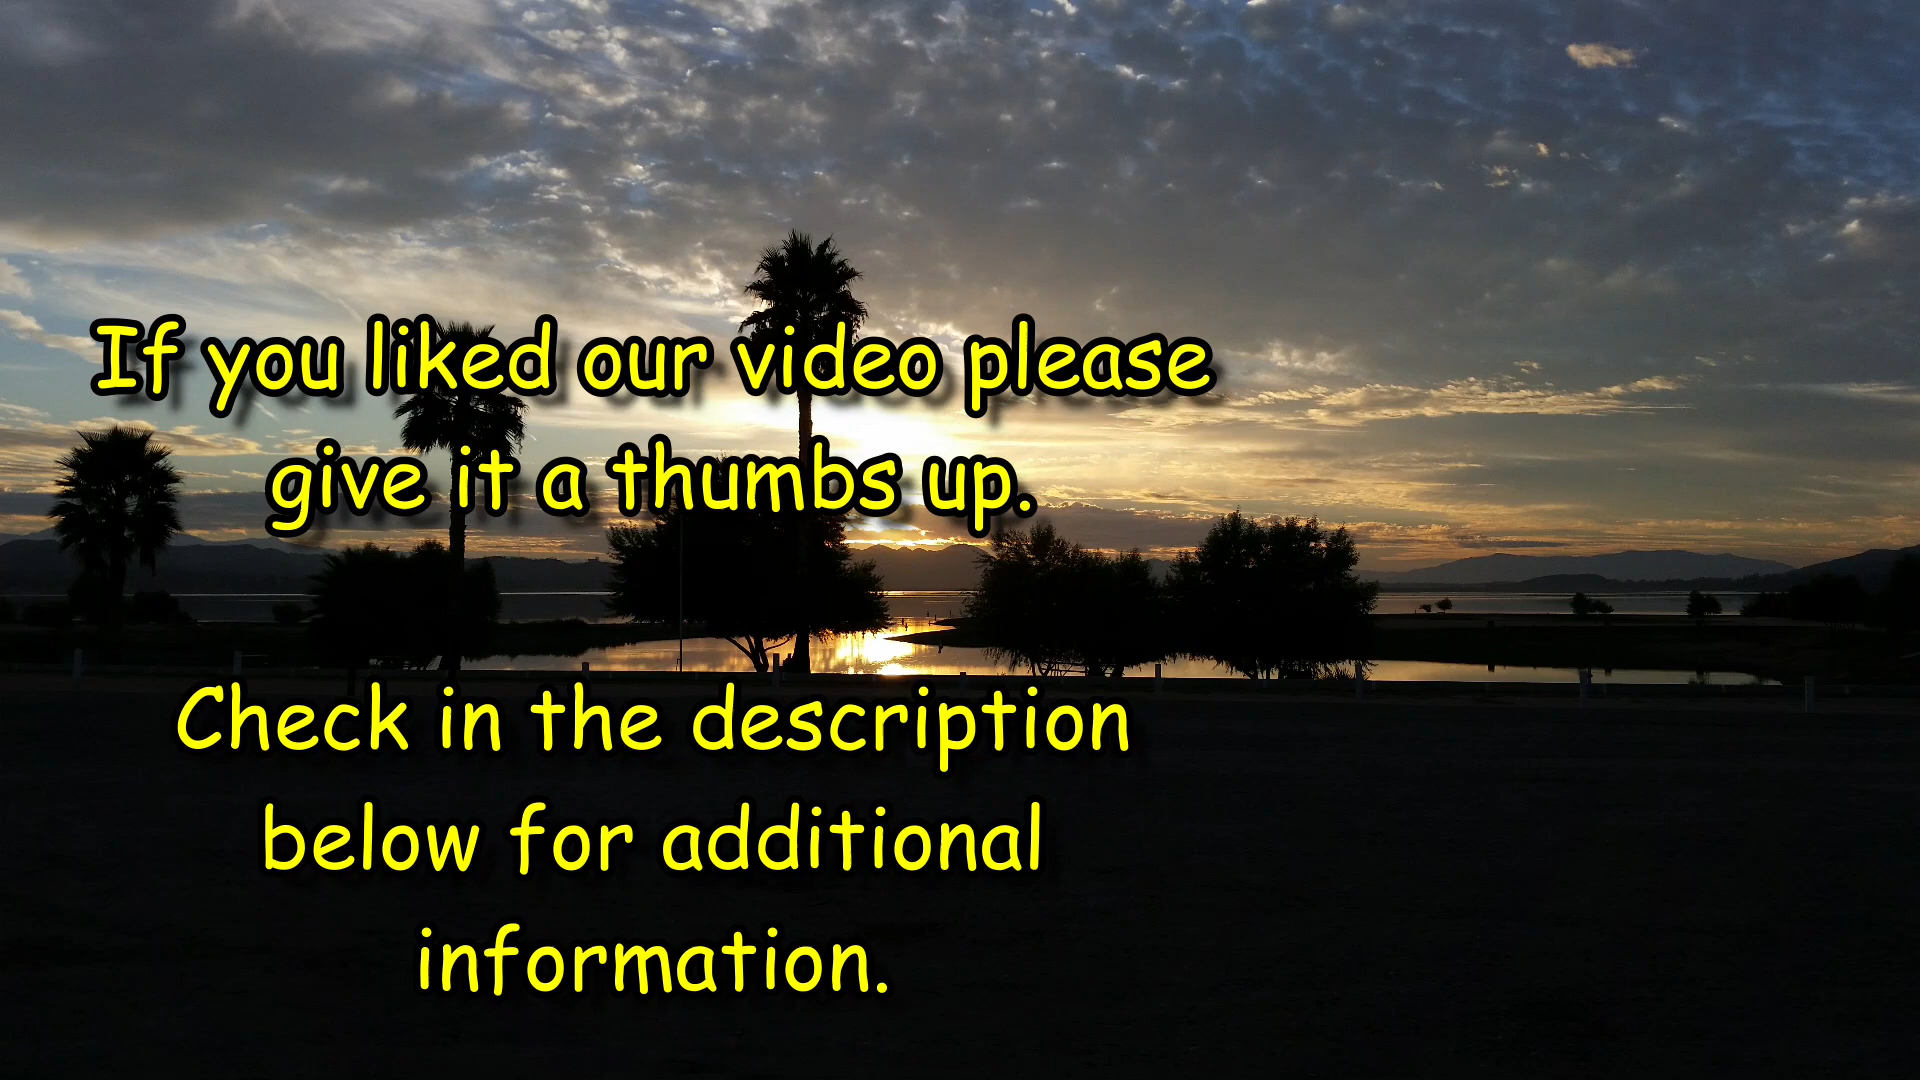 If you liked our video please
give it a thumbs up.
Check in the description
below for additional
information.